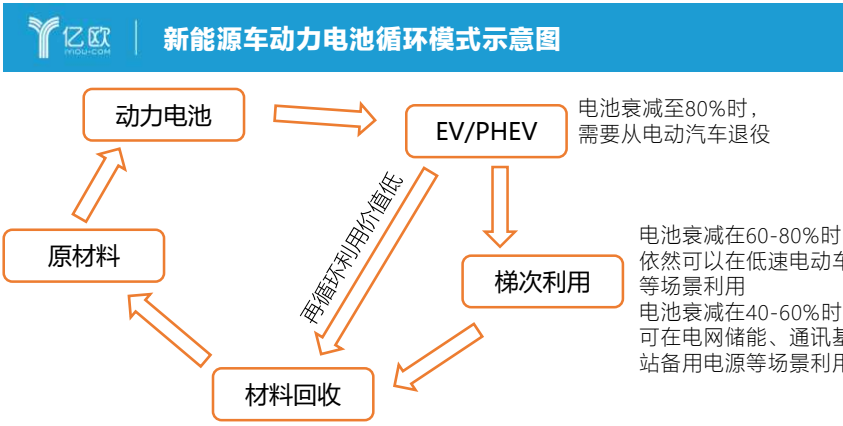 亿欧
IYIOU·COM
新能源车动力电池循环模式示意图
动力电池
EV/PHEV
电池衰减至80%时，
需要从电动汽车退役
再循环利用价值低
原材料
梯次利用
电池衰减在60-80%时
依然可以在低速电动车
等场景利用
电池衰减在40-60%时
可在电网储能、通讯基
站备用电源等场景利用
材料回收